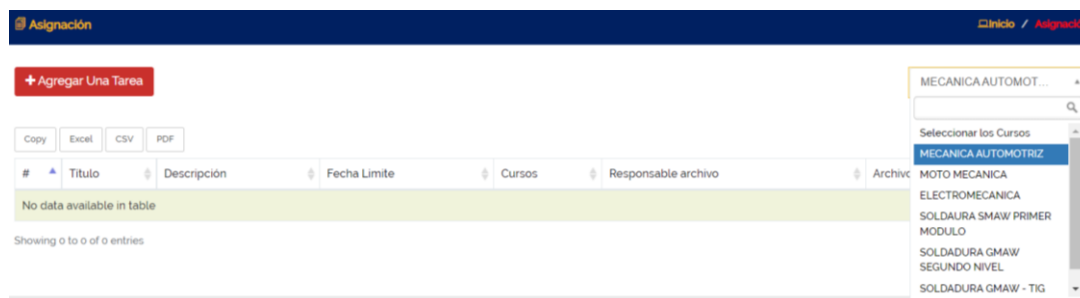 Asignación
Inicio / Asignació
+ Agregar Una Tarea
MECANICA AUTOMOT...
Copy Excel CSV PDF
Seleccionar los Cursos
MECANICA AUTOMOTRIZ
MOTO MECANICA
ELECTROMECANICA
SOLDAURA SMAW PRIMER
MODULO
SOLDADURA GMAW
SEGUNDO NIVEL
SOLDADURA GMAW - TIG
# Título Descripción Fecha Limite Cursos Responsable archivo Archivo
No data available in table
Showing 0 to 0 of 0 entries